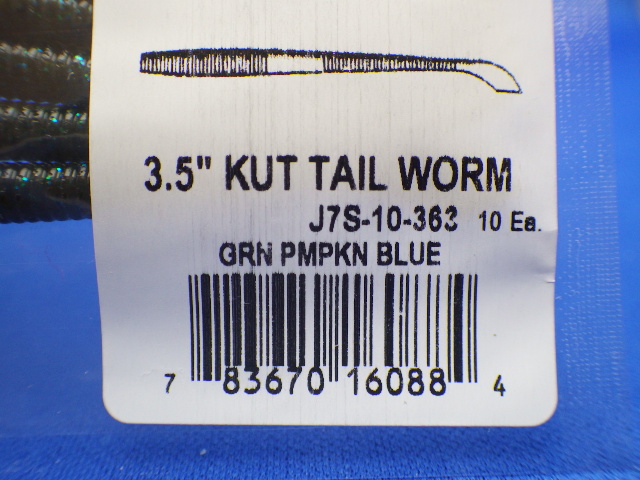 3.5" KUT TAIL WORM
J7S-10-363 10 Ea.
GRN PMPKN BLUE
7 83670 16088 4